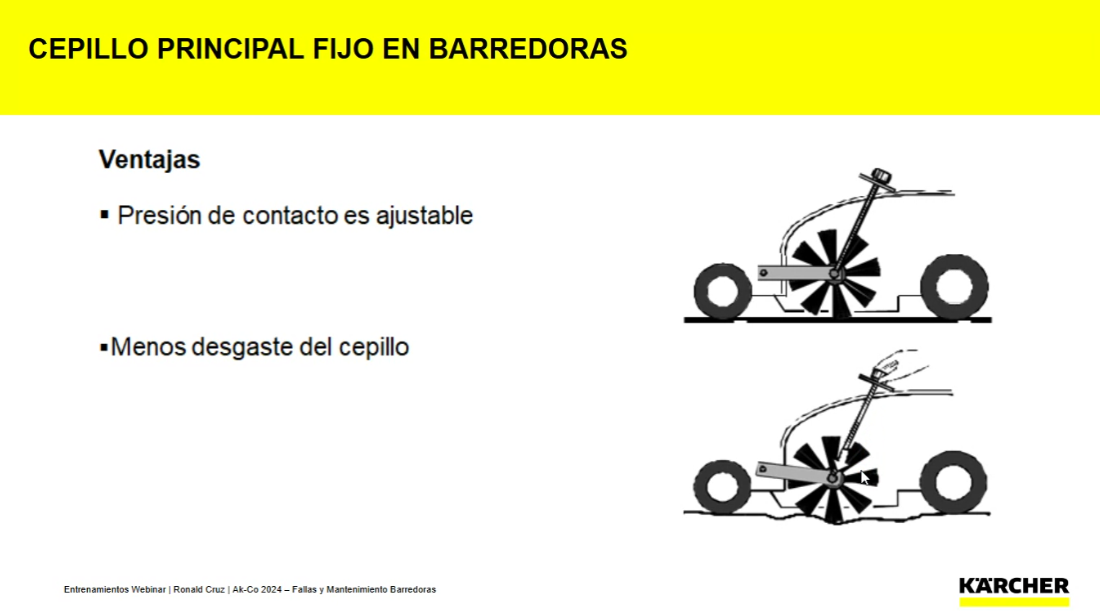 CEPILLO PRINCIPAL FIJO EN BARREDORAS
Ventajas
▪ Presión de contacto es ajustable
▪Menos desgaste del cepillo
Entrenamientos Webinar | Ronald Cruz | Ak-Co 2024 – Fallas y Mantenimiento Barredoras
KÄRCHER